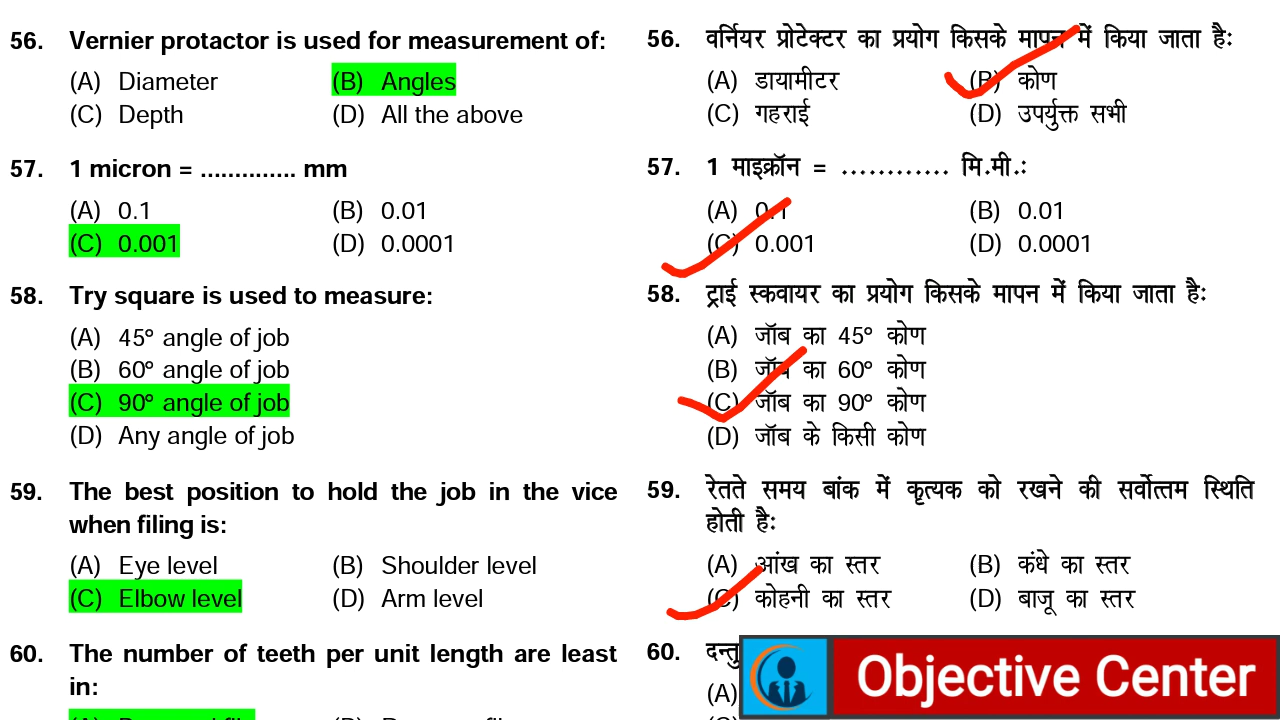 56. Vernier protactor is used for measurement of:
(A) Diameter (B) Angles
(C) Depth (D) All the above
57. 1 micron = .............. mm
(A) 0.1 (B) 0.01
(C) 0.001 (D) 0.0001
58. Try square is used to measure:
(A) 45° angle of job
(B) 60° angle of job
(C) 90° angle of job
(D) Any angle of job
59. The best position to hold the job in the vice
when filing is:
(A) Eye level (B) Shoulder level
(C) Elbow level (D) Arm level
60. The number of teeth per unit length are least
in:
56. वर्नियर प्रोटेक्टर का प्रयोग किसके मापन में किया जाता है:
(A) डायामीटर (B) कोण
(C) गहराई (D) उपर्युक्त सभी
57. 1 माइक्रॉन = ............ मि.मी.:
(A) 0.1 (B) 0.01
(C) 0.001 (D) 0.0001
58. ट्राई स्कवायर का प्रयोग किसके मापन में किया जाता है:
(A) जॉब का 45° कोण
(B) जॉब का 60° कोण
(C) जॉब का 90° कोण
(D) जॉब के किसी कोण
59. रेतते समय बांक में कृत्यक को रखने की सर्वोत्तम स्थिति
होती है:
(A) आंख का स्तर (B) कंधे का स्तर
(C) कोहनी का स्तर (D) बाजू का स्तर
60.
(A)
Objective Center